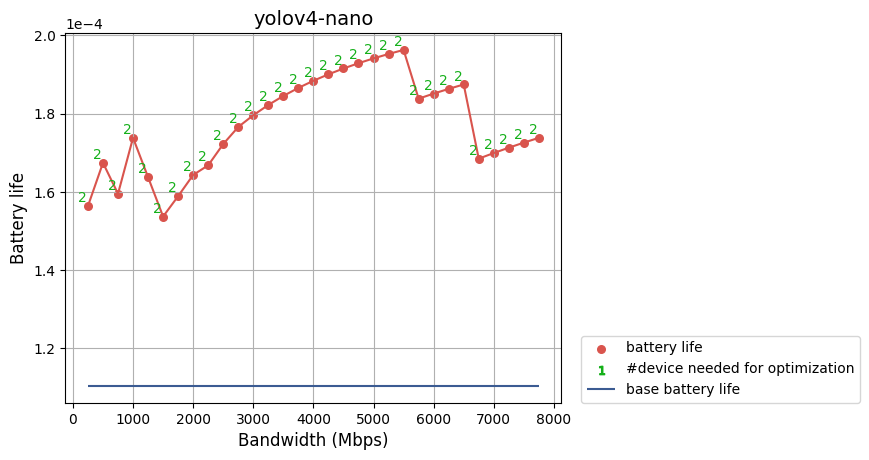 yolov4-nano
1e−4
2.0
1.8
1.6
1.4
1.2
Battery life
2 2 2 2 2 2 2 2 2 2 2 2 2 2 2 2 2 2 2 2 2 2 2 2 2 2 2 2 2 2 2
0 1000 2000 3000 4000 5000 6000 7000 8000
Bandwidth (Mbps)
battery life
1 #device needed for optimization
base battery life